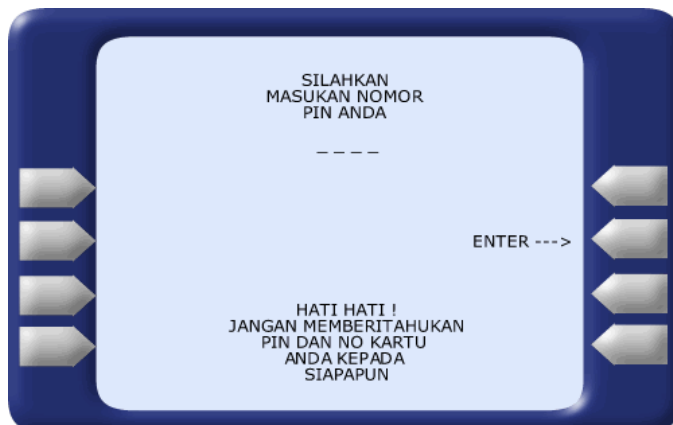 SILAHKAN
MASUKAN NOMOR
PIN ANDA
_ _ _ _
ENTER --->
HATI HATI !
JANGAN MEMBERITAHUKAN
PIN DAN NO KARTU
ANDA KEPADA
SIAPAPUN